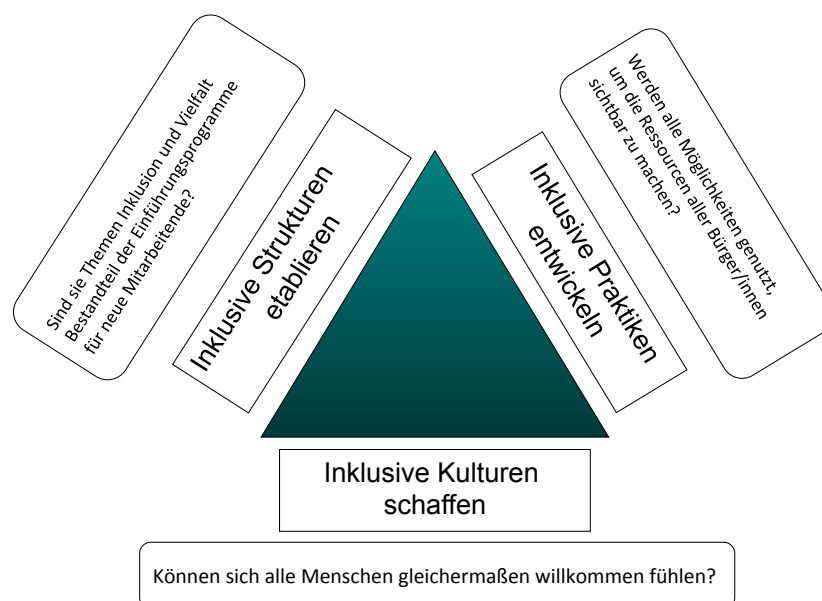 Sind sie Themen Inklusion und Vielfalt
Bestandteil der Einführungsprogramme
für neue Mitarbeitende?
Inklusive Strukturen
etablieren
Werden alle Möglichkeiten genutzt,
um die Ressourcen aller Bürger/innen
sichtbar zu machen?
Inklusive Praktiken
entwickeln
Inklusive Kulturen
schaffen
Können sich alle Menschen gleichermaßen willkommen fühlen?